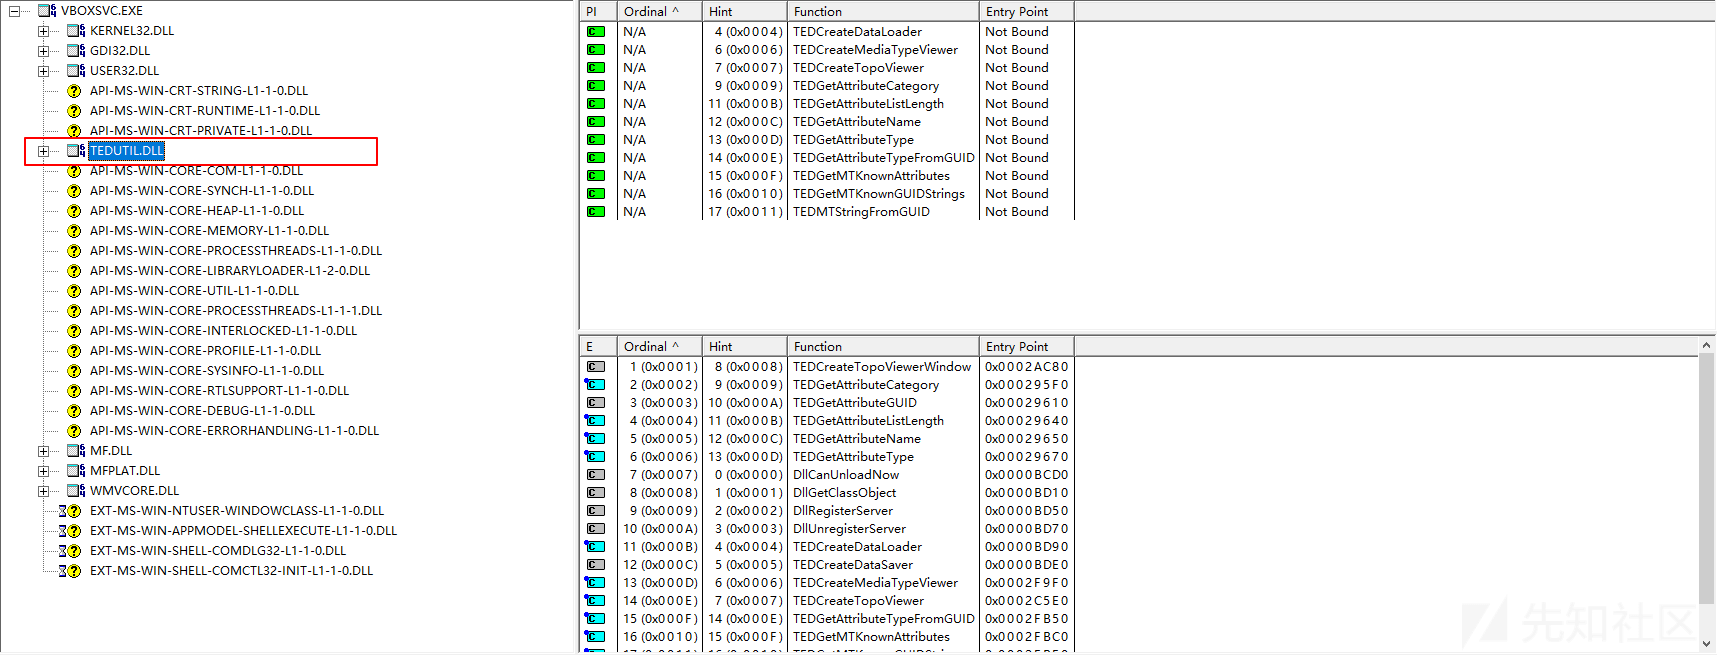 VBOXSVC.EXE
KERNEL32.DLL
GDI32.DLL
USER32.DLL
API-MS-WIN-CRT-STRING-L1-1-0.DLL
API-MS-WIN-CRT-RUNTIME-L1-1-0.DLL
API-MS-WIN-CRT-PRIVATE-L1-1-0.DLL
TEDUTIL.DLL
API-MS-WIN-CORE-COM-L1-1-0.DLL
API-MS-WIN-CORE-SYNCH-L1-1-0.DLL
API-MS-WIN-CORE-HEAP-L1-1-0.DLL
API-MS-WIN-CORE-MEMORY-L1-1-0.DLL
API-MS-WIN-CORE-PROCESSTHREADS-L1-1-0.DLL
API-MS-WIN-CORE-LIBRARYLOADER-L1-2-0.DLL
API-MS-WIN-CORE-UTIL-L1-1-0.DLL
API-MS-WIN-CORE-PROCESSTHREADS-L1-1-1.DLL
API-MS-WIN-CORE-INTERLOCKED-L1-1-0.DLL
API-MS-WIN-CORE-PROFILE-L1-1-0.DLL
API-MS-WIN-CORE-SYSINFO-L1-1-0.DLL
API-MS-WIN-CORE-RTLSUPPORT-L1-1-0.DLL
API-MS-WIN-CORE-DEBUG-L1-1-0.DLL
API-MS-WIN-CORE-ERRORHANDLING-L1-1-0.DLL
MF.DLL
MFPLAT.DLL
WMVCORE.DLL
EXT-MS-WIN-NTUSER-WINDOWCLASS-L1-1-0.DLL
EXT-MS-WIN-APPMODEL-SHELLEXECUTE-L1-1-0.DLL
EXT-MS-WIN-SHELL-COMDLG32-L1-1-0.DLL
EXT-MS-WIN-SHELL-COMCTL32-INIT-L1-1-0.DLL
PI Ordinal ^ Hint Function Entry Point
C N/A 4 (0x0004) TEDCreateDataLoader Not Bound
C N/A 6 (0x0006) TEDCreateMediaTypeViewer Not Bound
C N/A 7 (0x0007) TEDCreateTopoViewer Not Bound
C N/A 9 (0x0009) TEDGetAttributeCategory Not Bound
C N/A 11 (0x000B) TEDGetAttributeListLength Not Bound
C N/A 12 (0x000C) TEDGetAttributeName Not Bound
C N/A 13 (0x000D) TEDGetAttributeType Not Bound
C N/A 14 (0x000E) TEDGetAttributeTypeFromGUID Not Bound
C N/A 15 (0x000F) TEDGetMTKnownAttributes Not Bound
C N/A 16 (0x0010) TEDGetMTKnownGUIDStrings Not Bound
C N/A 17 (0x0011) TEDMTStringFromGUID Not Bound
E Ordinal ^ Hint Function Entry Point
C 1 (0x0001) 8 (0x0008) TEDCreateTopoViewerWindow 0x0002AC80
C 2 (0x0002) 9 (0x0009) TEDGetAttributeCategory 0x000295F0
C 3 (0x0003) 10 (0x000A) TEDGetAttributeGUID 0x00029610
C 4 (0x0004) 11 (0x000B) TEDGetAttributeListLength 0x00029640
C 5 (0x0005) 12 (0x000C) TEDGetAttributeName 0x00029650
C 6 (0x0006) 13 (0x000D) TEDGetAttributeType 0x00029670
C 7 (0x0007) 0 (0x0000) DllCanUnloadNow 0x0000BCD0
C 8 (0x0008) 1 (0x0001) DllGetClassObject 0x0000BD10
C 9 (0x0009) 2 (0x0002) DllRegisterServer 0x0000BD50
C 10 (0x000A) 3 (0x0003) DllUnregisterServer 0x0000BD70
C 11 (0x000B) 4 (0x0004) TEDCreateDataLoader 0x0000BD90
C 12 (0x000C) 5 (0x0005) TEDCreateDataSaver 0x0000BDE0
C 13 (0x000D) 6 (0x0006) TEDCreateMediaTypeViewer 0x0002F9F0
C 14 (0x000E) 7 (0x0007) TEDCreateTopoViewer 0x0002C5E0
C 15 (0x000F) 14 (0x000E) TEDGetAttributeTypeFromGUID 0x0002FB50
C 16 (0x0010) 15 (0x000F) TEDGetMTKnownAttributes 0x0002FBC0
先知社区